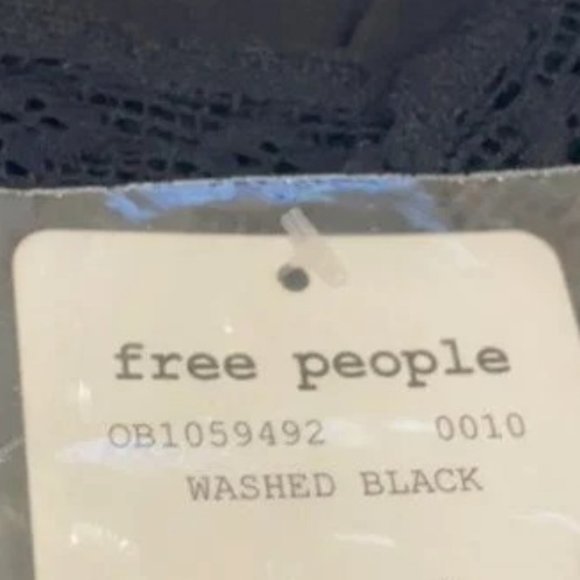 free people
OB1059492 0010
WASHED BLACK